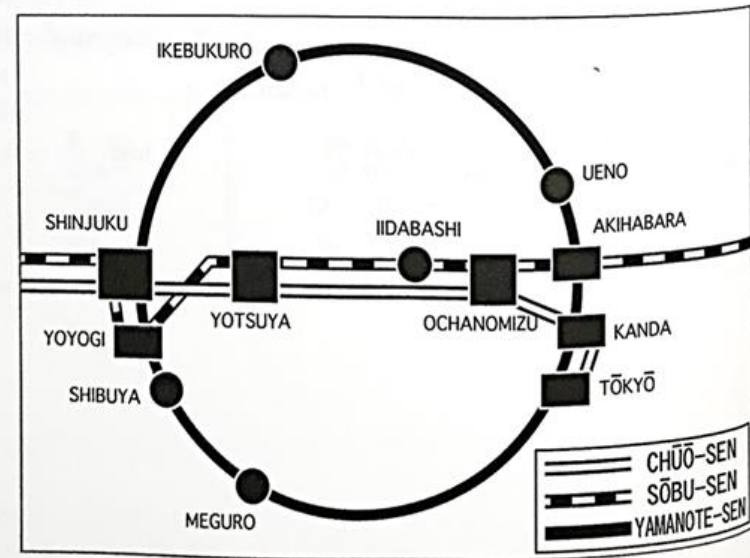 IKEBUKURO
UENO
SHINJUKU
IIDABASHI
AKIHABARA
YOTSUYA
OCHANOMIZU
KANDA
YOYOGI
SHIBUYA
TŌKYŌ
MEGURO
CHŪŌ-SEN
SŌBU-SEN
YAMANOTE-SEN